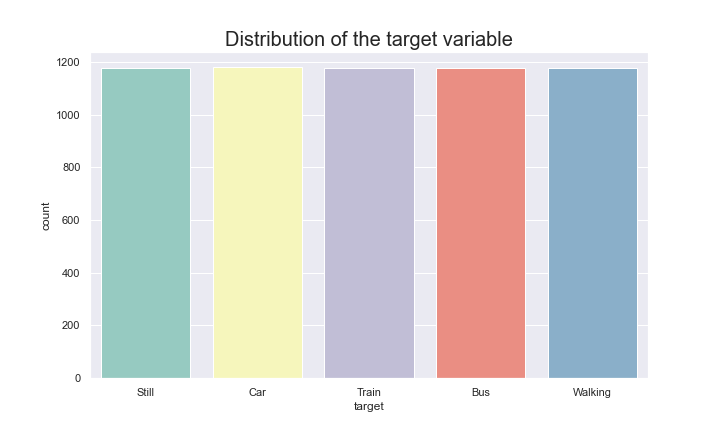 Distribution of the target variable
1200
1000
800
600
400
200
0
count
Still Car Train Bus Walking
target